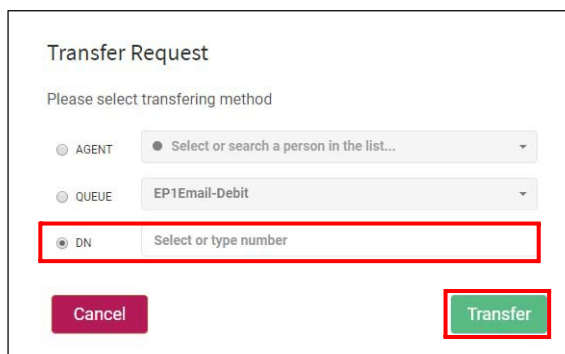 Transfer Request
Please select transfering method
AGENT Select or search a person in the list...
QUEUE EP1Email-Debit
DN Select or type number
Cancel Transfer